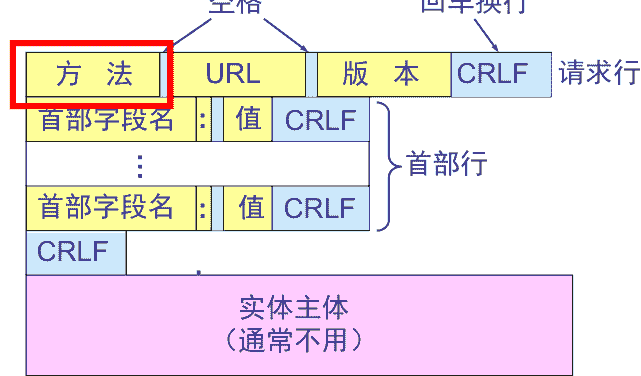 空格 回车换行
方 法 URL 版 本 CRLF 请求行
首部字段名 : 值 CRLF
⋮ 首部行
首部字段名 : 值 CRLF
CRLF
实体主体
（通常不用）